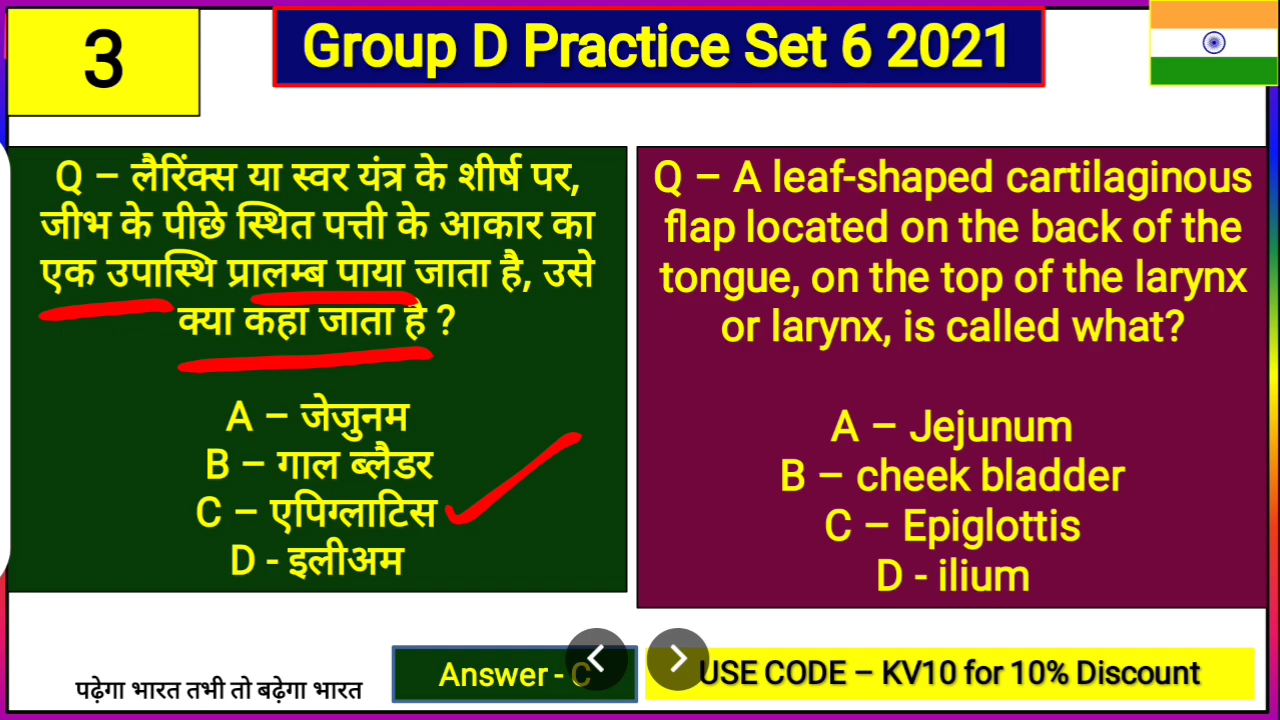 3
Group D Practice Set 6 2021
Q – लैरिंक्स या स्वर यंत्र के शीर्ष पर,
जीभ के पीछे स्थित पत्ती के आकार का
एक उपास्थि प्रालम्ब पाया जाता है, उसे
क्या कहा जाता है ?
A – जेजुनम
B – गाल ब्लैडर
C – एपिग्लाटिस
D - इलीअम
Q – A leaf-shaped cartilaginous
flap located on the back of the
tongue, on the top of the larynx
or larynx, is called what?
A – Jejunum
B – cheek bladder
C – Epiglottis
D - ilium
पढ़ेगा भारत तभी तो बढ़ेगा भारत
Answer - C
USE CODE – KV10 for 10% Discount